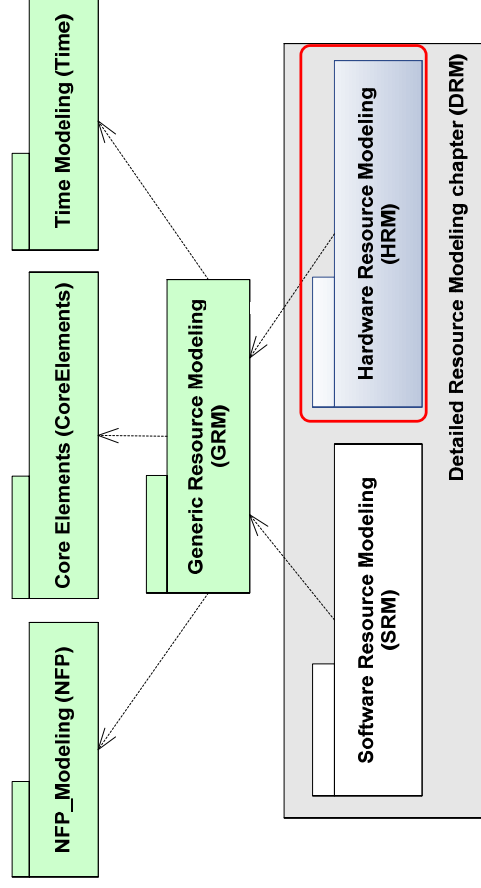 NFP_Modeling (NFP)
Core Elements (CoreElements)
Time Modeling (Time)
Generic Resource Modeling
(GRM)
Software Resource Modeling
(SRM)
Hardware Resource Modeling
(HRM)
Detailed Resource Modeling chapter (DRM)